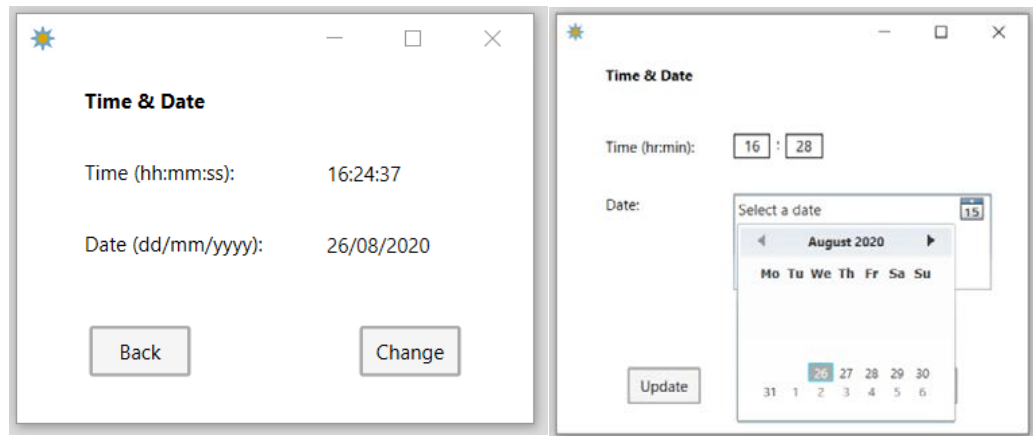 Time & Date
Time (hh:mm:ss): 16:24:37
Date (dd/mm/yyyy): 26/08/2020
Back Change
Time & Date
Time (hr:min): 16 : 28
Date: Select a date 15
August 2020
Mo Tu We Th Fr Sa Su
26 27 28 29 30
31 1 2 3 4 5 6
Update